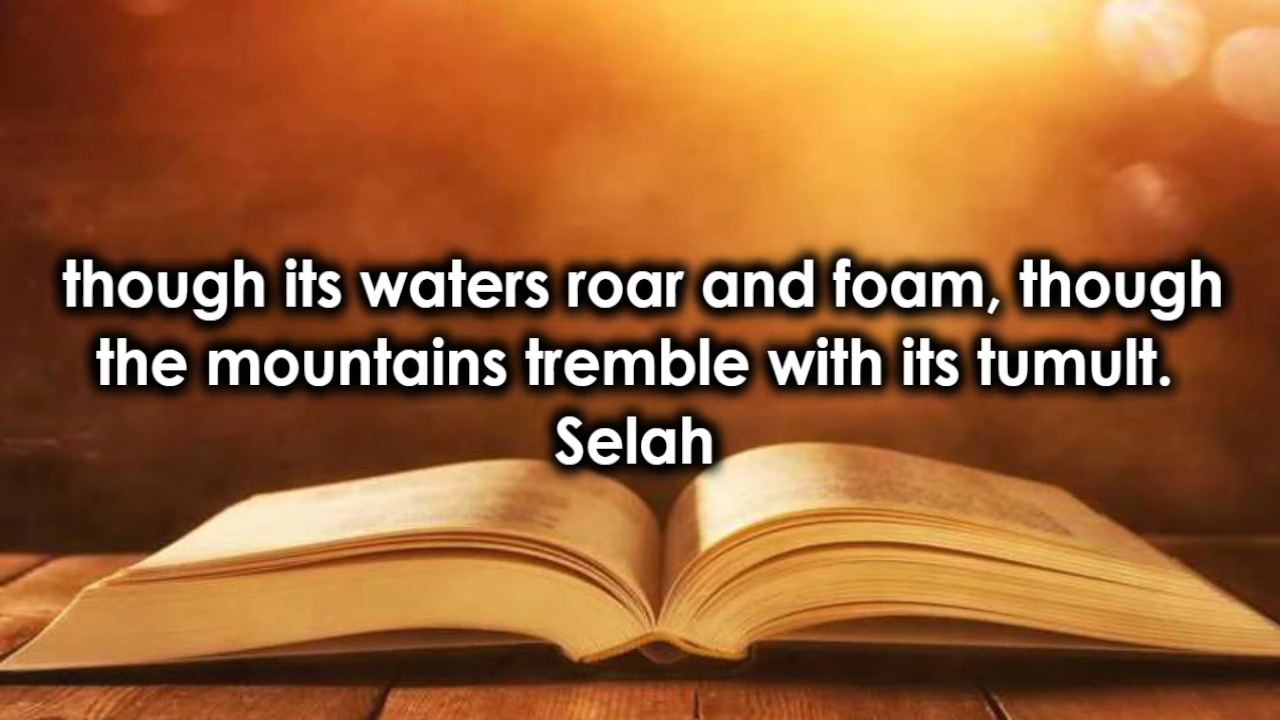 though its waters roar and foam, though
the mountains tremble with its tumult.
Selah